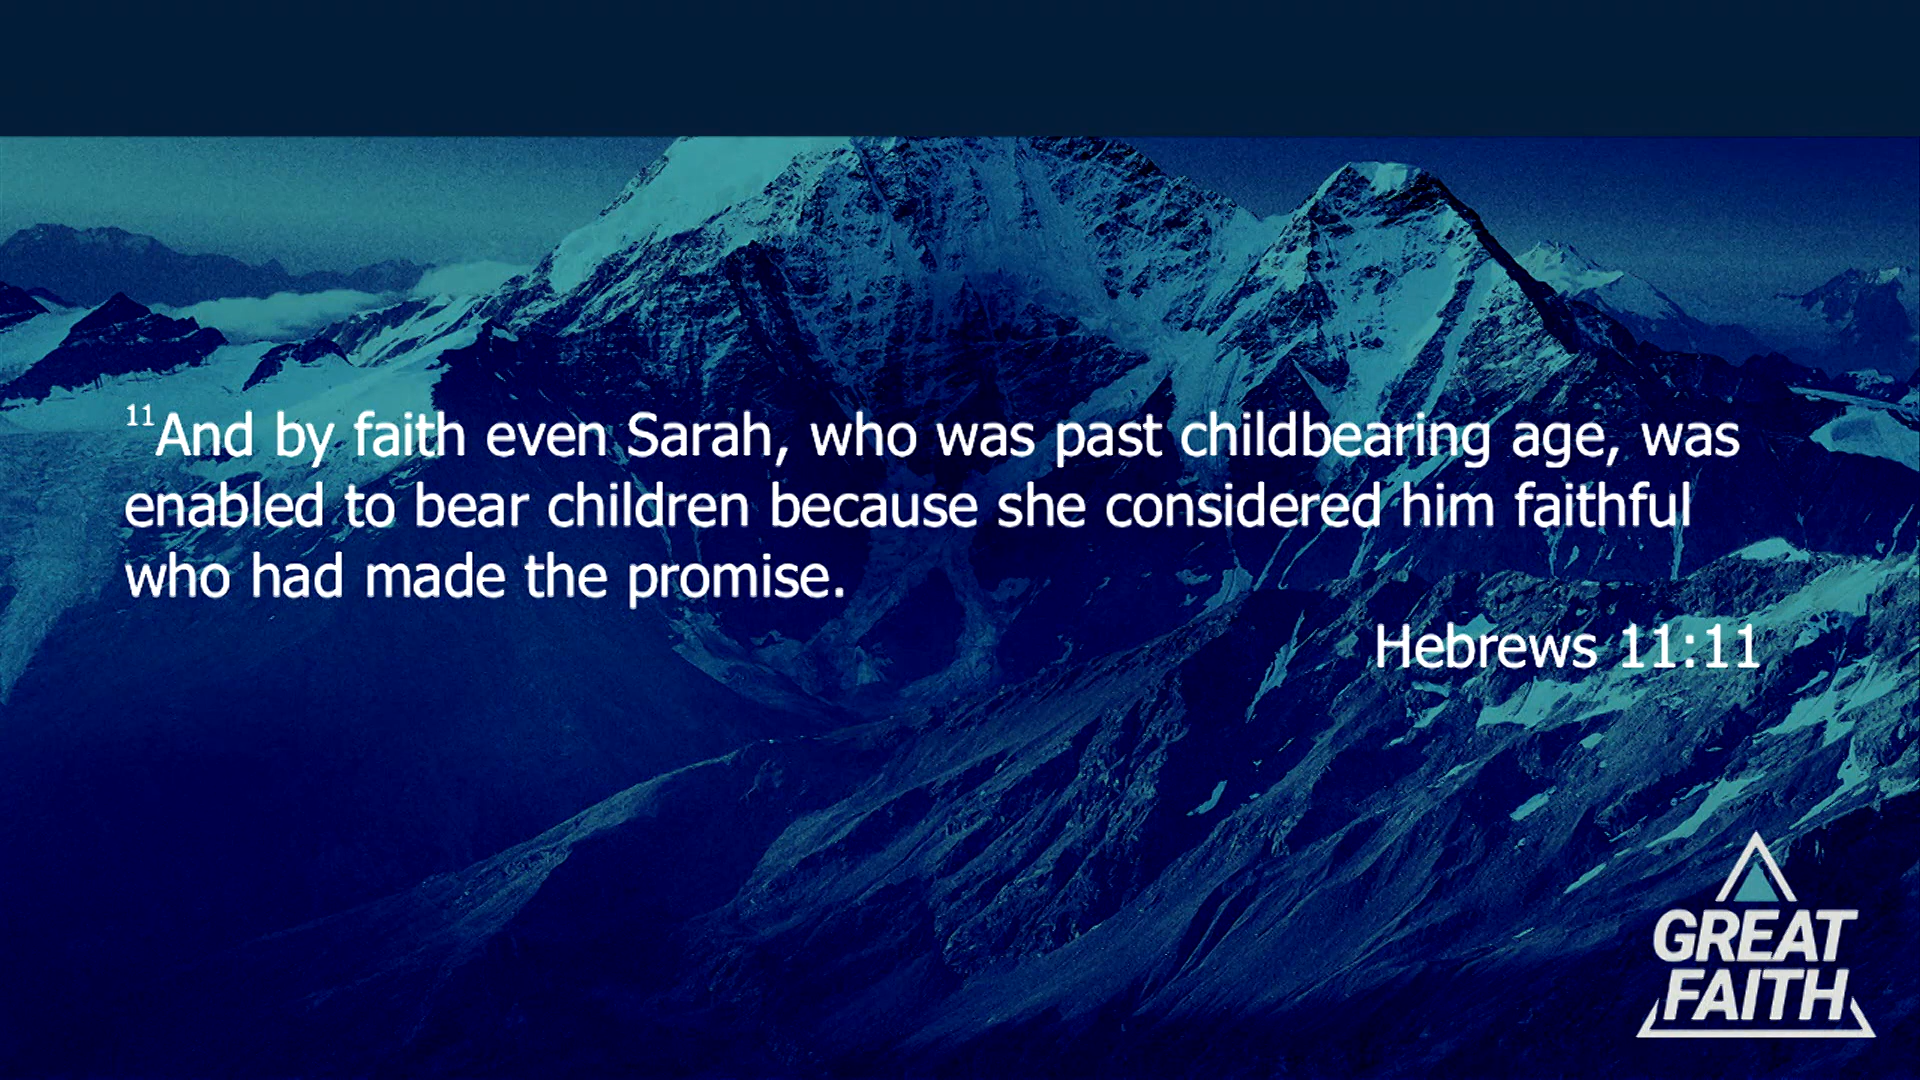 ¹¹And by faith even Sarah, who was past childbearing age, was
enabled to bear children because she considered him faithful
who had made the promise.
Hebrews 11:11
GREAT
FAITH